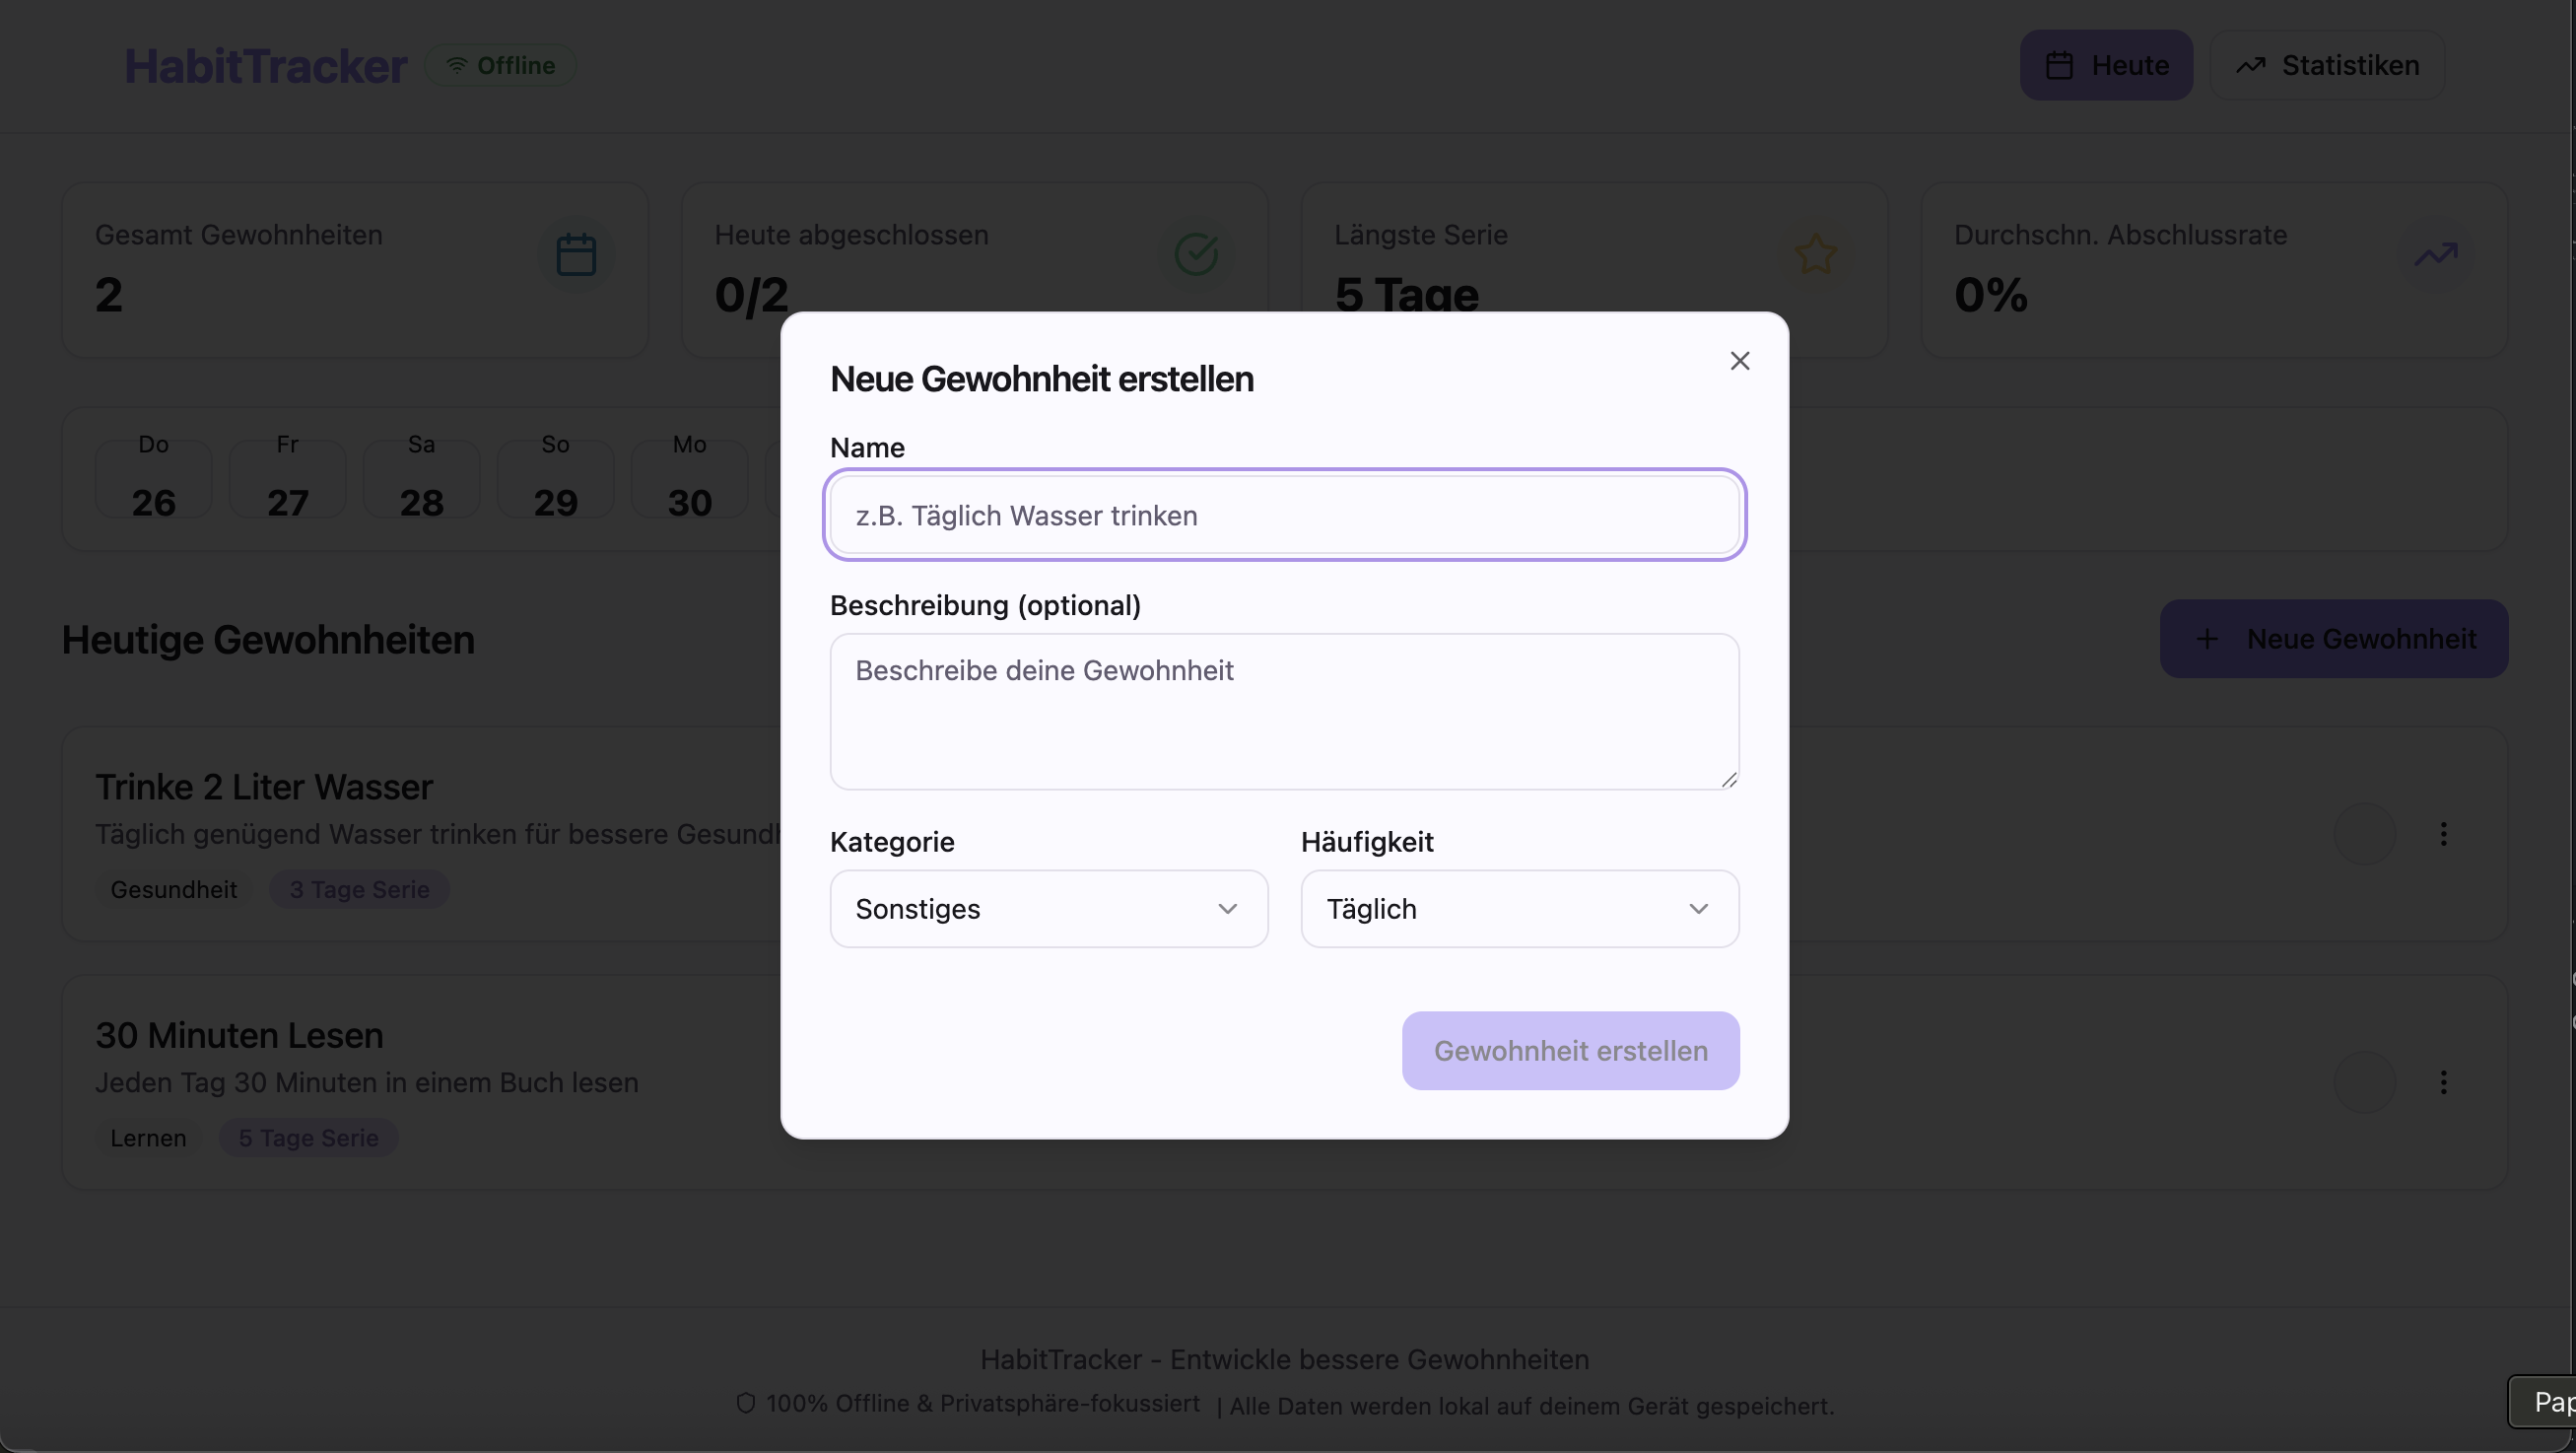 HabitTracker
Offline
Heute
Statistiken
Gesamt Gewohnheiten
2
Heute abgeschlossen
0/2
Längste Serie
5 Tage
Durchschn. Abschlussrate
0%
Do
26
Fr
27
Sa
28
So
29
Mo
30
Heutige Gewohnheiten
Neue Gewohnheit
Trinke 2 Liter Wasser
Täglich genügend Wasser trinken für bessere
Gesundheit
3 Tage Serie
30 Minuten Lesen
Jeden Tag 30 Minuten in einem Buch lesen
Lernen
5 Tage Serie
Neue Gewohnheit erstellen
Name
z.B. Täglich Wasser trinken
Beschreibung (optional)
Beschreibe deine Gewohnheit
Kategorie
Häufigkeit
Sonstiges
Täglich
Gewohnheit erstellen
HabitTracker - Entwickle bessere Gewohnheiten
100% Offline & Privatsphäre-fokussiert | Alle Daten werden lokal auf deinem Gerät gespeichert.